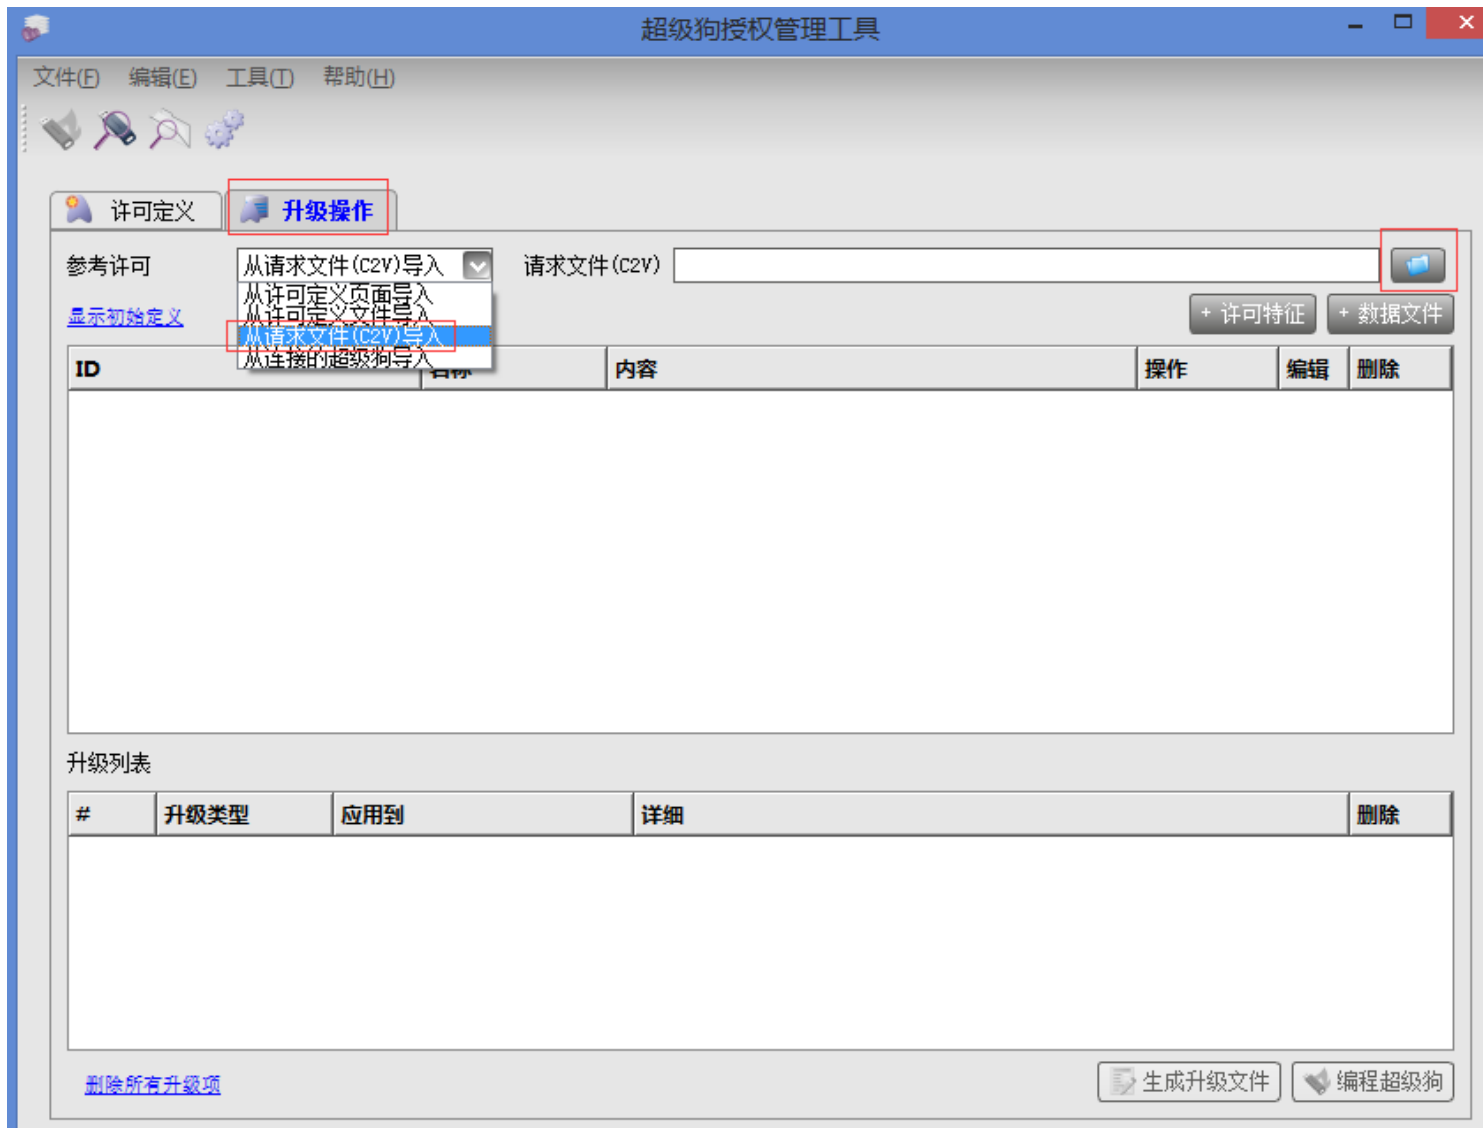 超级狗授权管理工具
文件(F) 编辑(E) 工具(T) 帮助(H)
许可定义 升级操作
参考许可 从请求文件(C2V)导入 请求文件(C2V)
从许可定义页面导入
从许可定义文件导入
显示初始定义 + 许可特征 + 数据文件
从请求文件(C2V)导入
从连接的超级狗导入
ID 名称 内容 操作 编辑 删除
升级列表
# 升级类型 应用到 详细 删除
删除所有升级项 生成升级文件 编程超级狗